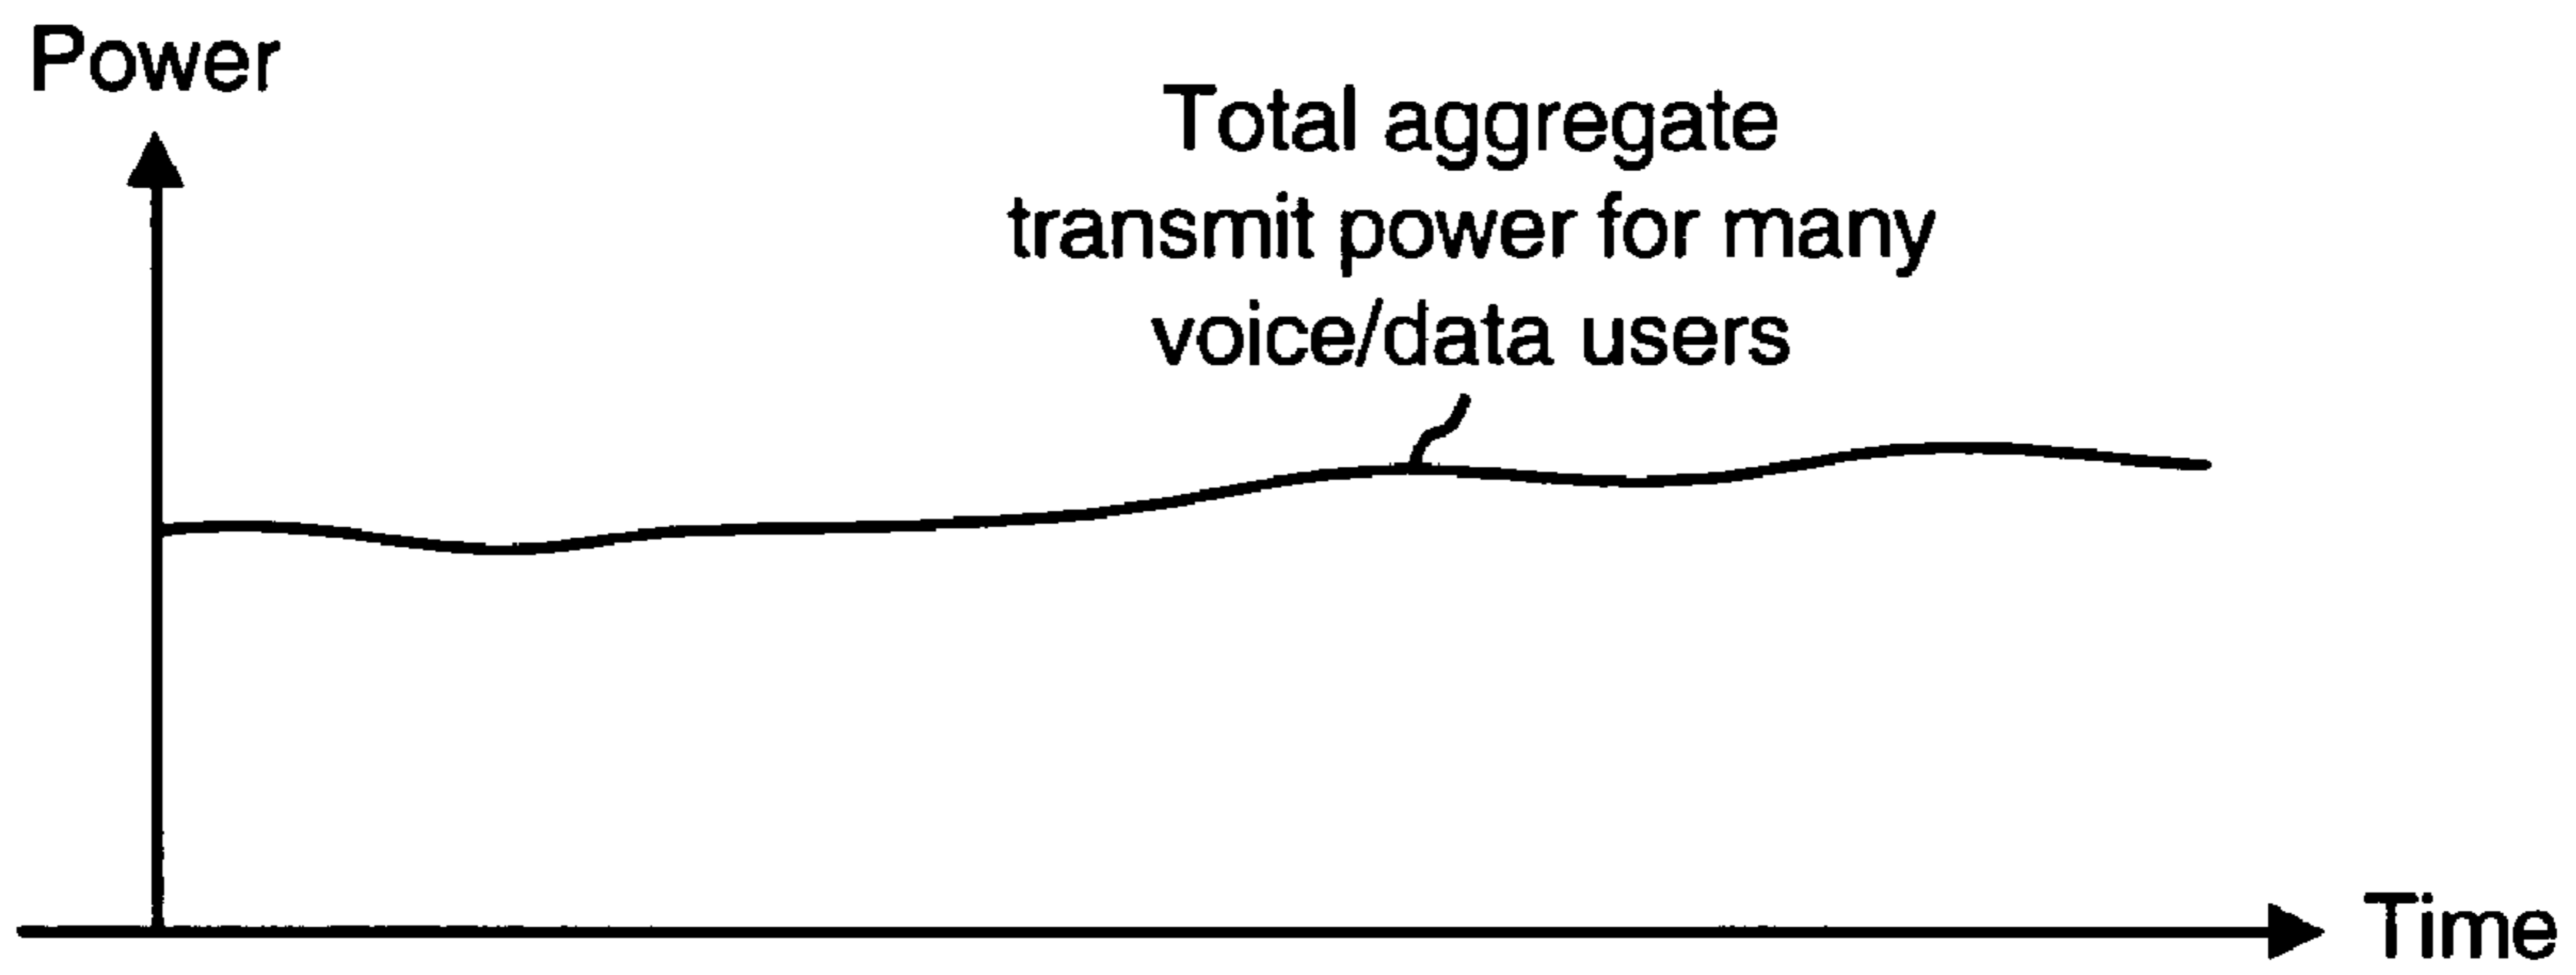 Power
Total aggregate
transmit power for many
voice/data users
Time